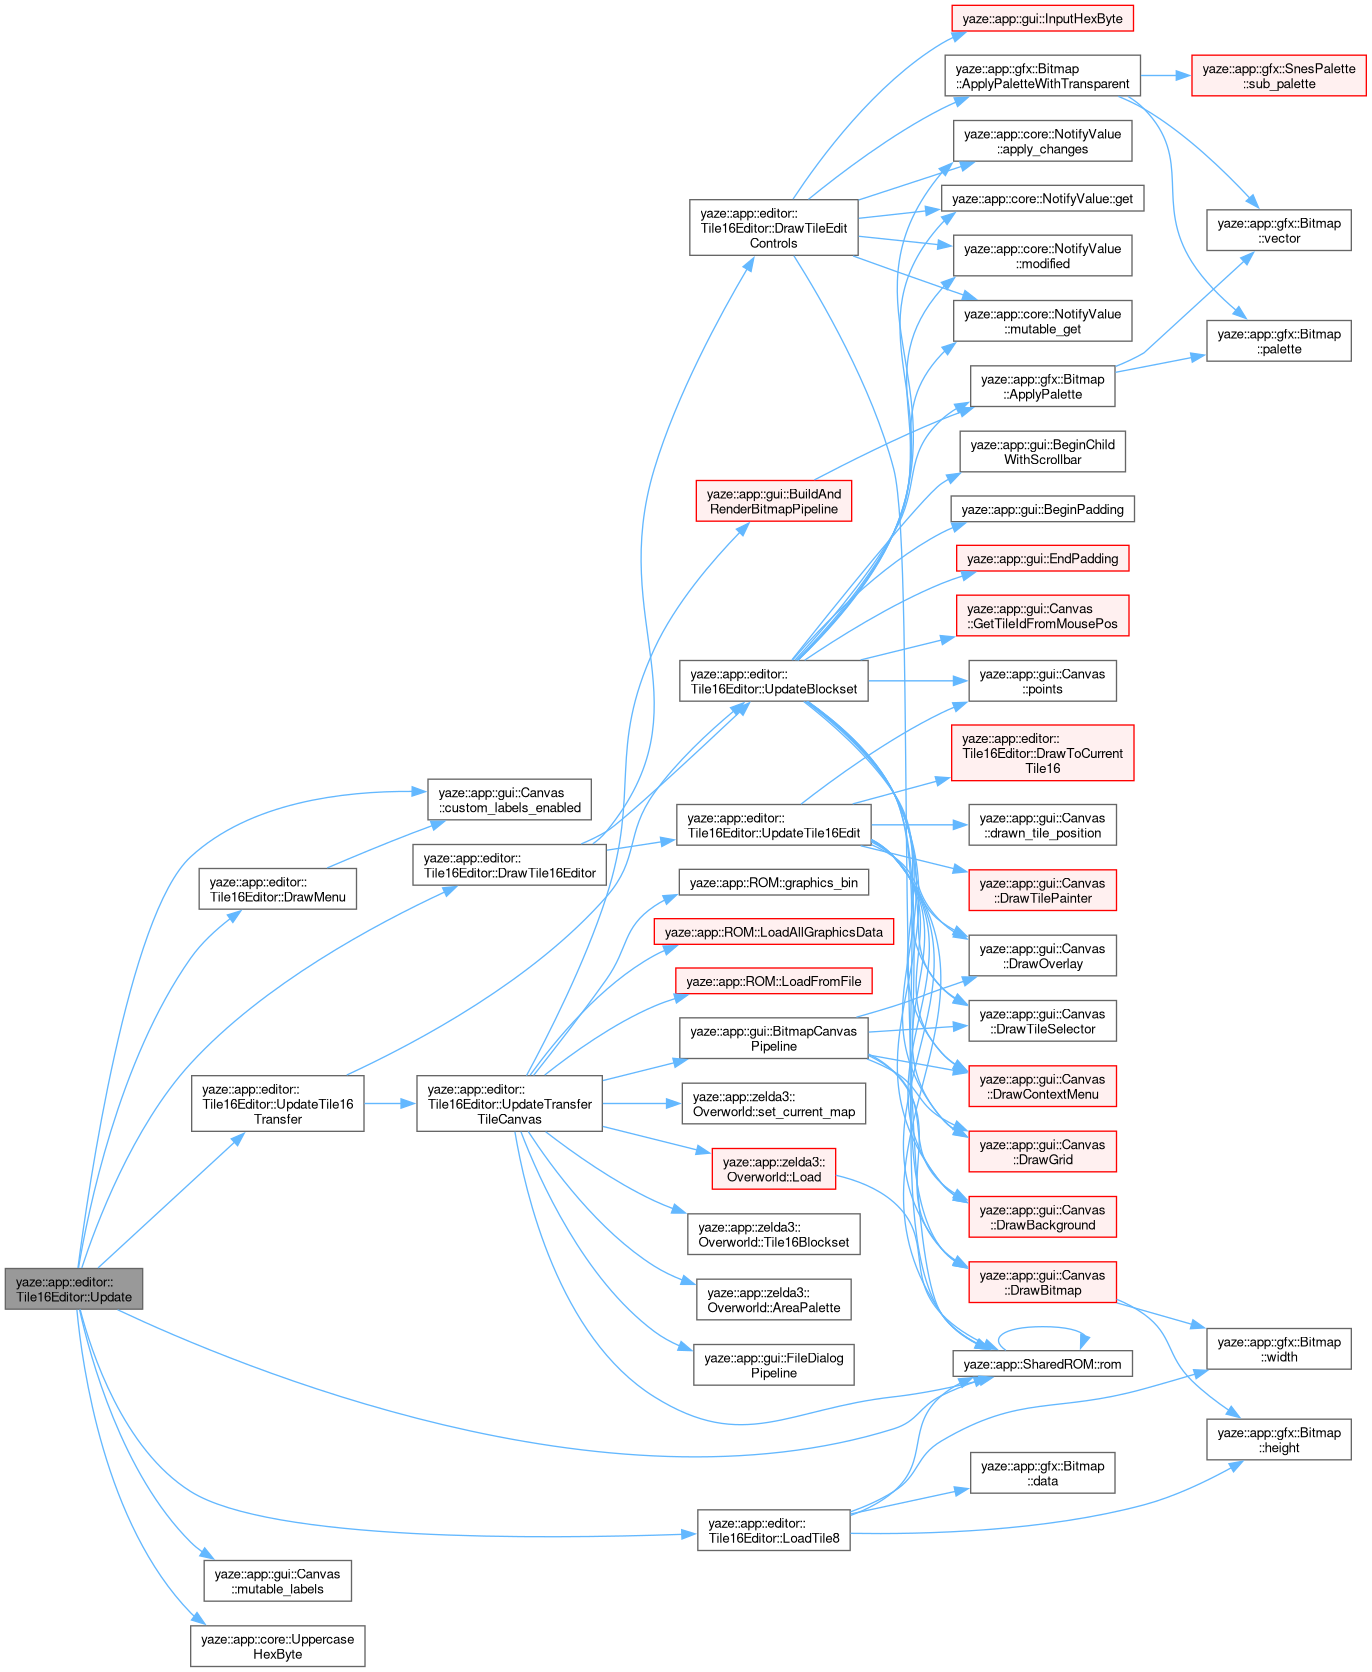 yaze::app::gui::InputHexByte
yaze::app::gfx::Bitmap
::ApplyPaletteWithTransparent
yaze::app::gfx::SnesPalette
::sub_palette
yaze::app::core::NotifyValue
::apply_changes
yaze::app::core::NotifyValue::get
yaze::app::editor::
Tile16Editor::DrawTileEdit
Controls
yaze::app::gfx::Bitmap
::vector
yaze::app::core::NotifyValue
::modified
yaze::app::core::NotifyValue
::mutable_get
yaze::app::gfx::Bitmap
::palette
yaze::app::gfx::Bitmap
::ApplyPalette
yaze::app::gui::BeginChild
WithScrollbar
yaze::app::gui::BuildAnd
RenderBitmapPipeline
yaze::app::gui::BeginPadding
yaze::app::gui::EndPadding
yaze::app::gui::Canvas
::GetTileIdFromMousePos
yaze::app::editor::
Tile16Editor::UpdateBlockset
yaze::app::gui::Canvas
::points
yaze::app::editor::
Tile16Editor::DrawToCurrent
Tile16
yaze::app::gui::Canvas
::custom_labels_enabled
yaze::app::editor::
Tile16Editor::UpdateTile16Edit
yaze::app::gui::Canvas
::drawn_tile_position
yaze::app::editor::
Tile16Editor::DrawMenu
yaze::app::editor::
Tile16Editor::DrawTile16Editor
yaze::app::ROM::graphics_bin
yaze::app::gui::Canvas
::DrawTilePainter
yaze::app::ROM::LoadAllGraphicsData
yaze::app::gui::Canvas
::DrawOverlay
yaze::app::ROM::LoadFromFile
yaze::app::gui::Canvas
::DrawTileSelector
yaze::app::gui::BitmapCanvas
Pipeline
yaze::app::gui::Canvas
::DrawContextMenu
yaze::app::editor::
Tile16Editor::UpdateTile16
Transfer
yaze::app::editor::
Tile16Editor::UpdateTransfer
TileCanvas
yaze::app::zelda3::
Overworld::set_current_map
yaze::app::gui::Canvas
::DrawGrid
yaze::app::zelda3::
Overworld::Load
yaze::app::gui::Canvas
::DrawBackground
yaze::app::zelda3::
Overworld::Tile16Blockset
yaze::app::editor::
Tile16Editor::Update
yaze::app::gui::Canvas
::DrawBitmap
yaze::app::zelda3::
Overworld::AreaPalette
yaze::app::gfx::Bitmap
::width
yaze::app::gui::FileDialog
Pipeline
yaze::app::SharedROM::rom
yaze::app::gfx::Bitmap
::height
yaze::app::gfx::Bitmap
::data
yaze::app::editor::
Tile16Editor::LoadTile8
yaze::app::gui::Canvas
::mutable_labels
yaze::app::core::Uppercase
HexByte